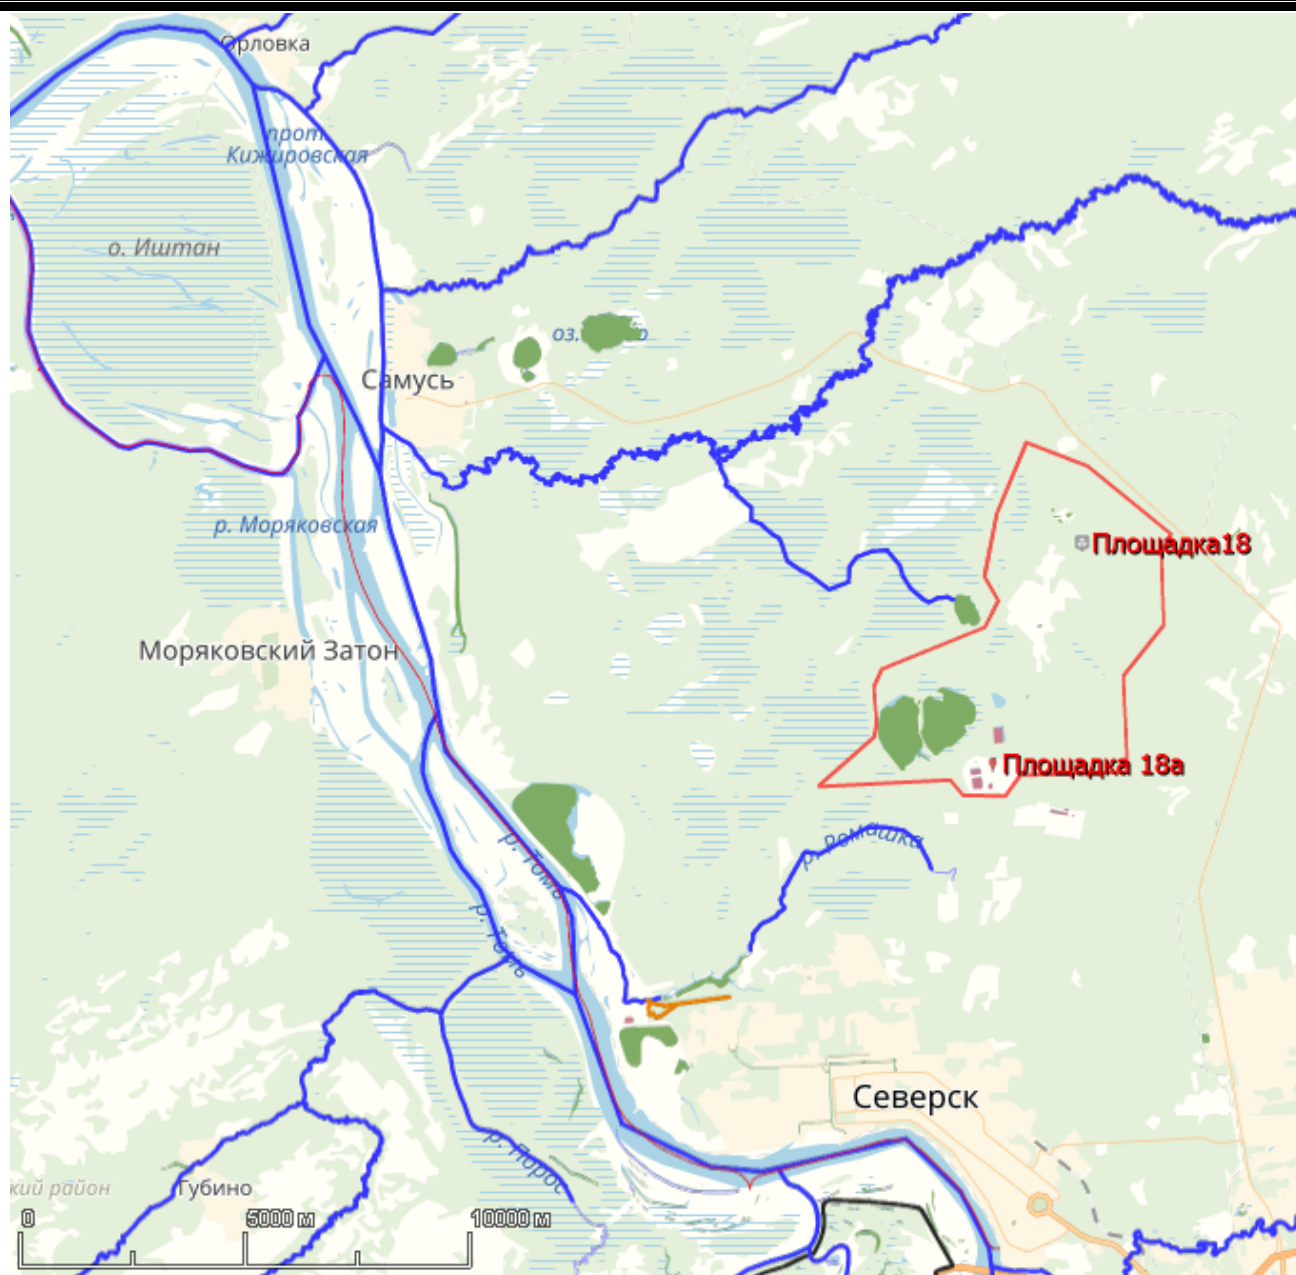 Орловка
прот.
Кижировская
о. Иштан
оз.
Самусь
р. Моряковская
Площадка18
Моряковский Затон
Площадка 18а
р. Ромашка
р. Томь
р. Томь
Северск
р. Порос
кий район
Губино
0
5000 м
10000 м